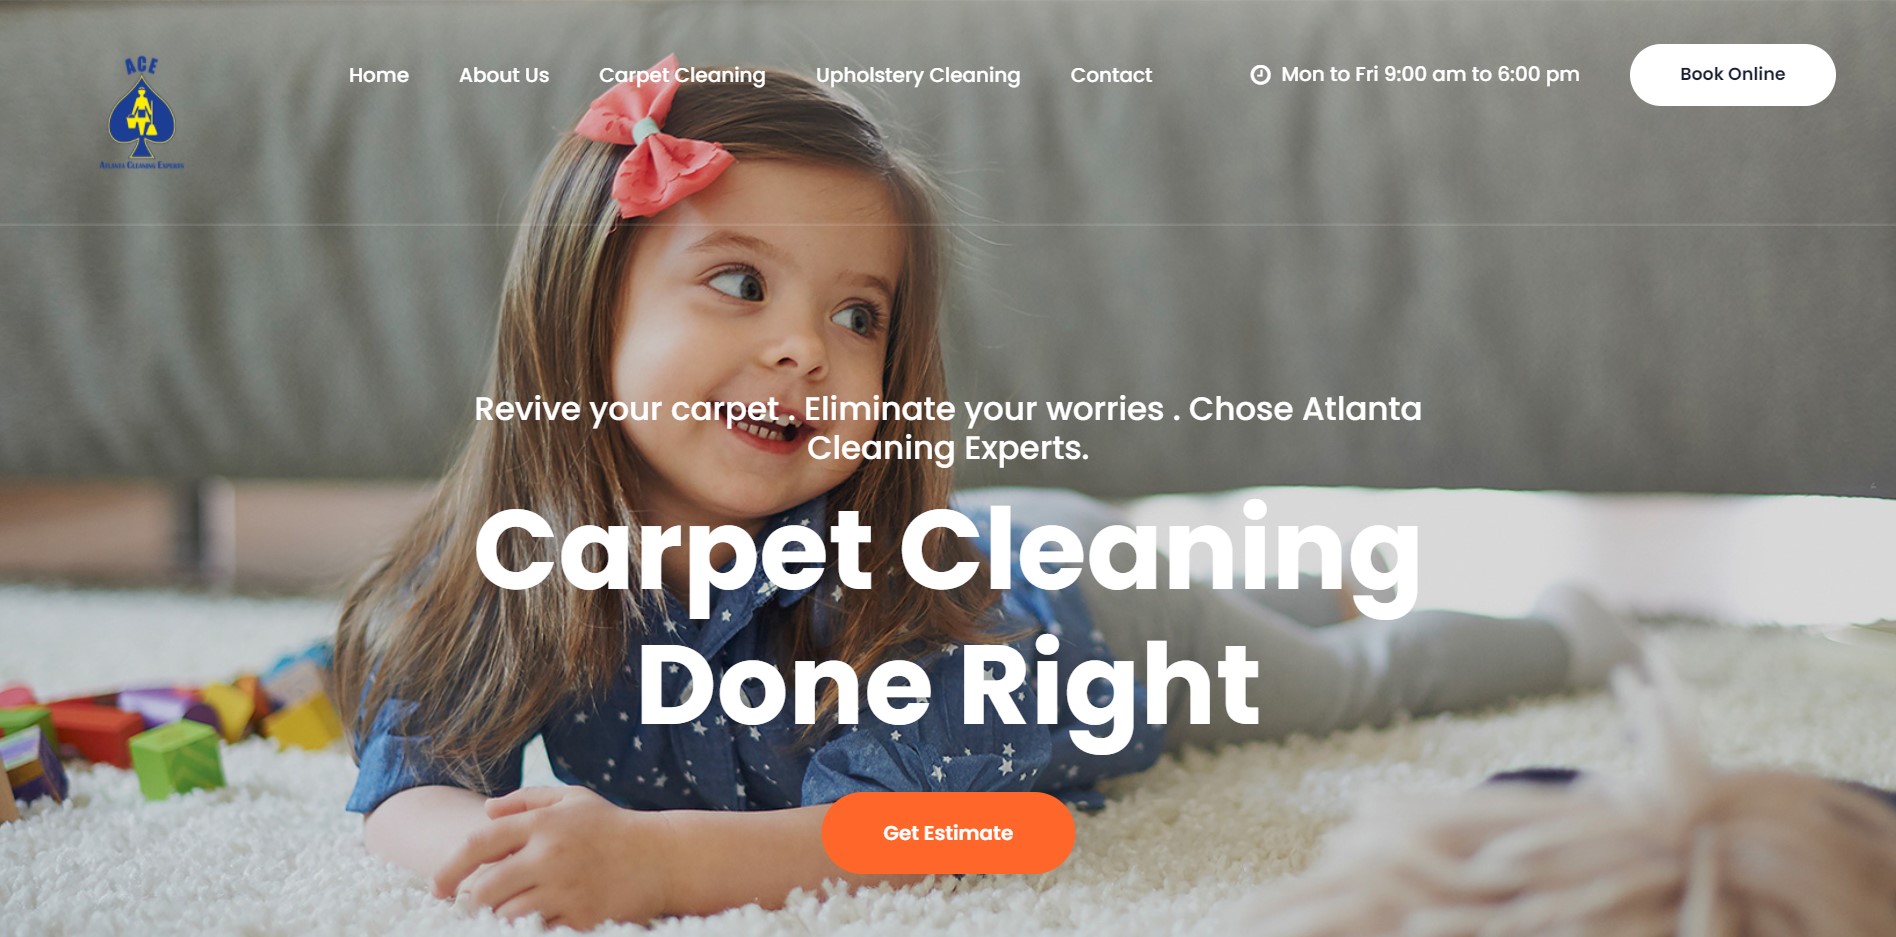 ACE
Atlanta Cleaning Experts
Home
About Us
Carpet Cleaning
Upholstery Cleaning
Contact
Mon to Fri 9:00 am to 6:00 pm
Book Online
Revive your carpet . Eliminate your worries . Chose Atlanta
Cleaning Experts.
Carpet Cleaning
Done Right
Get Estimate